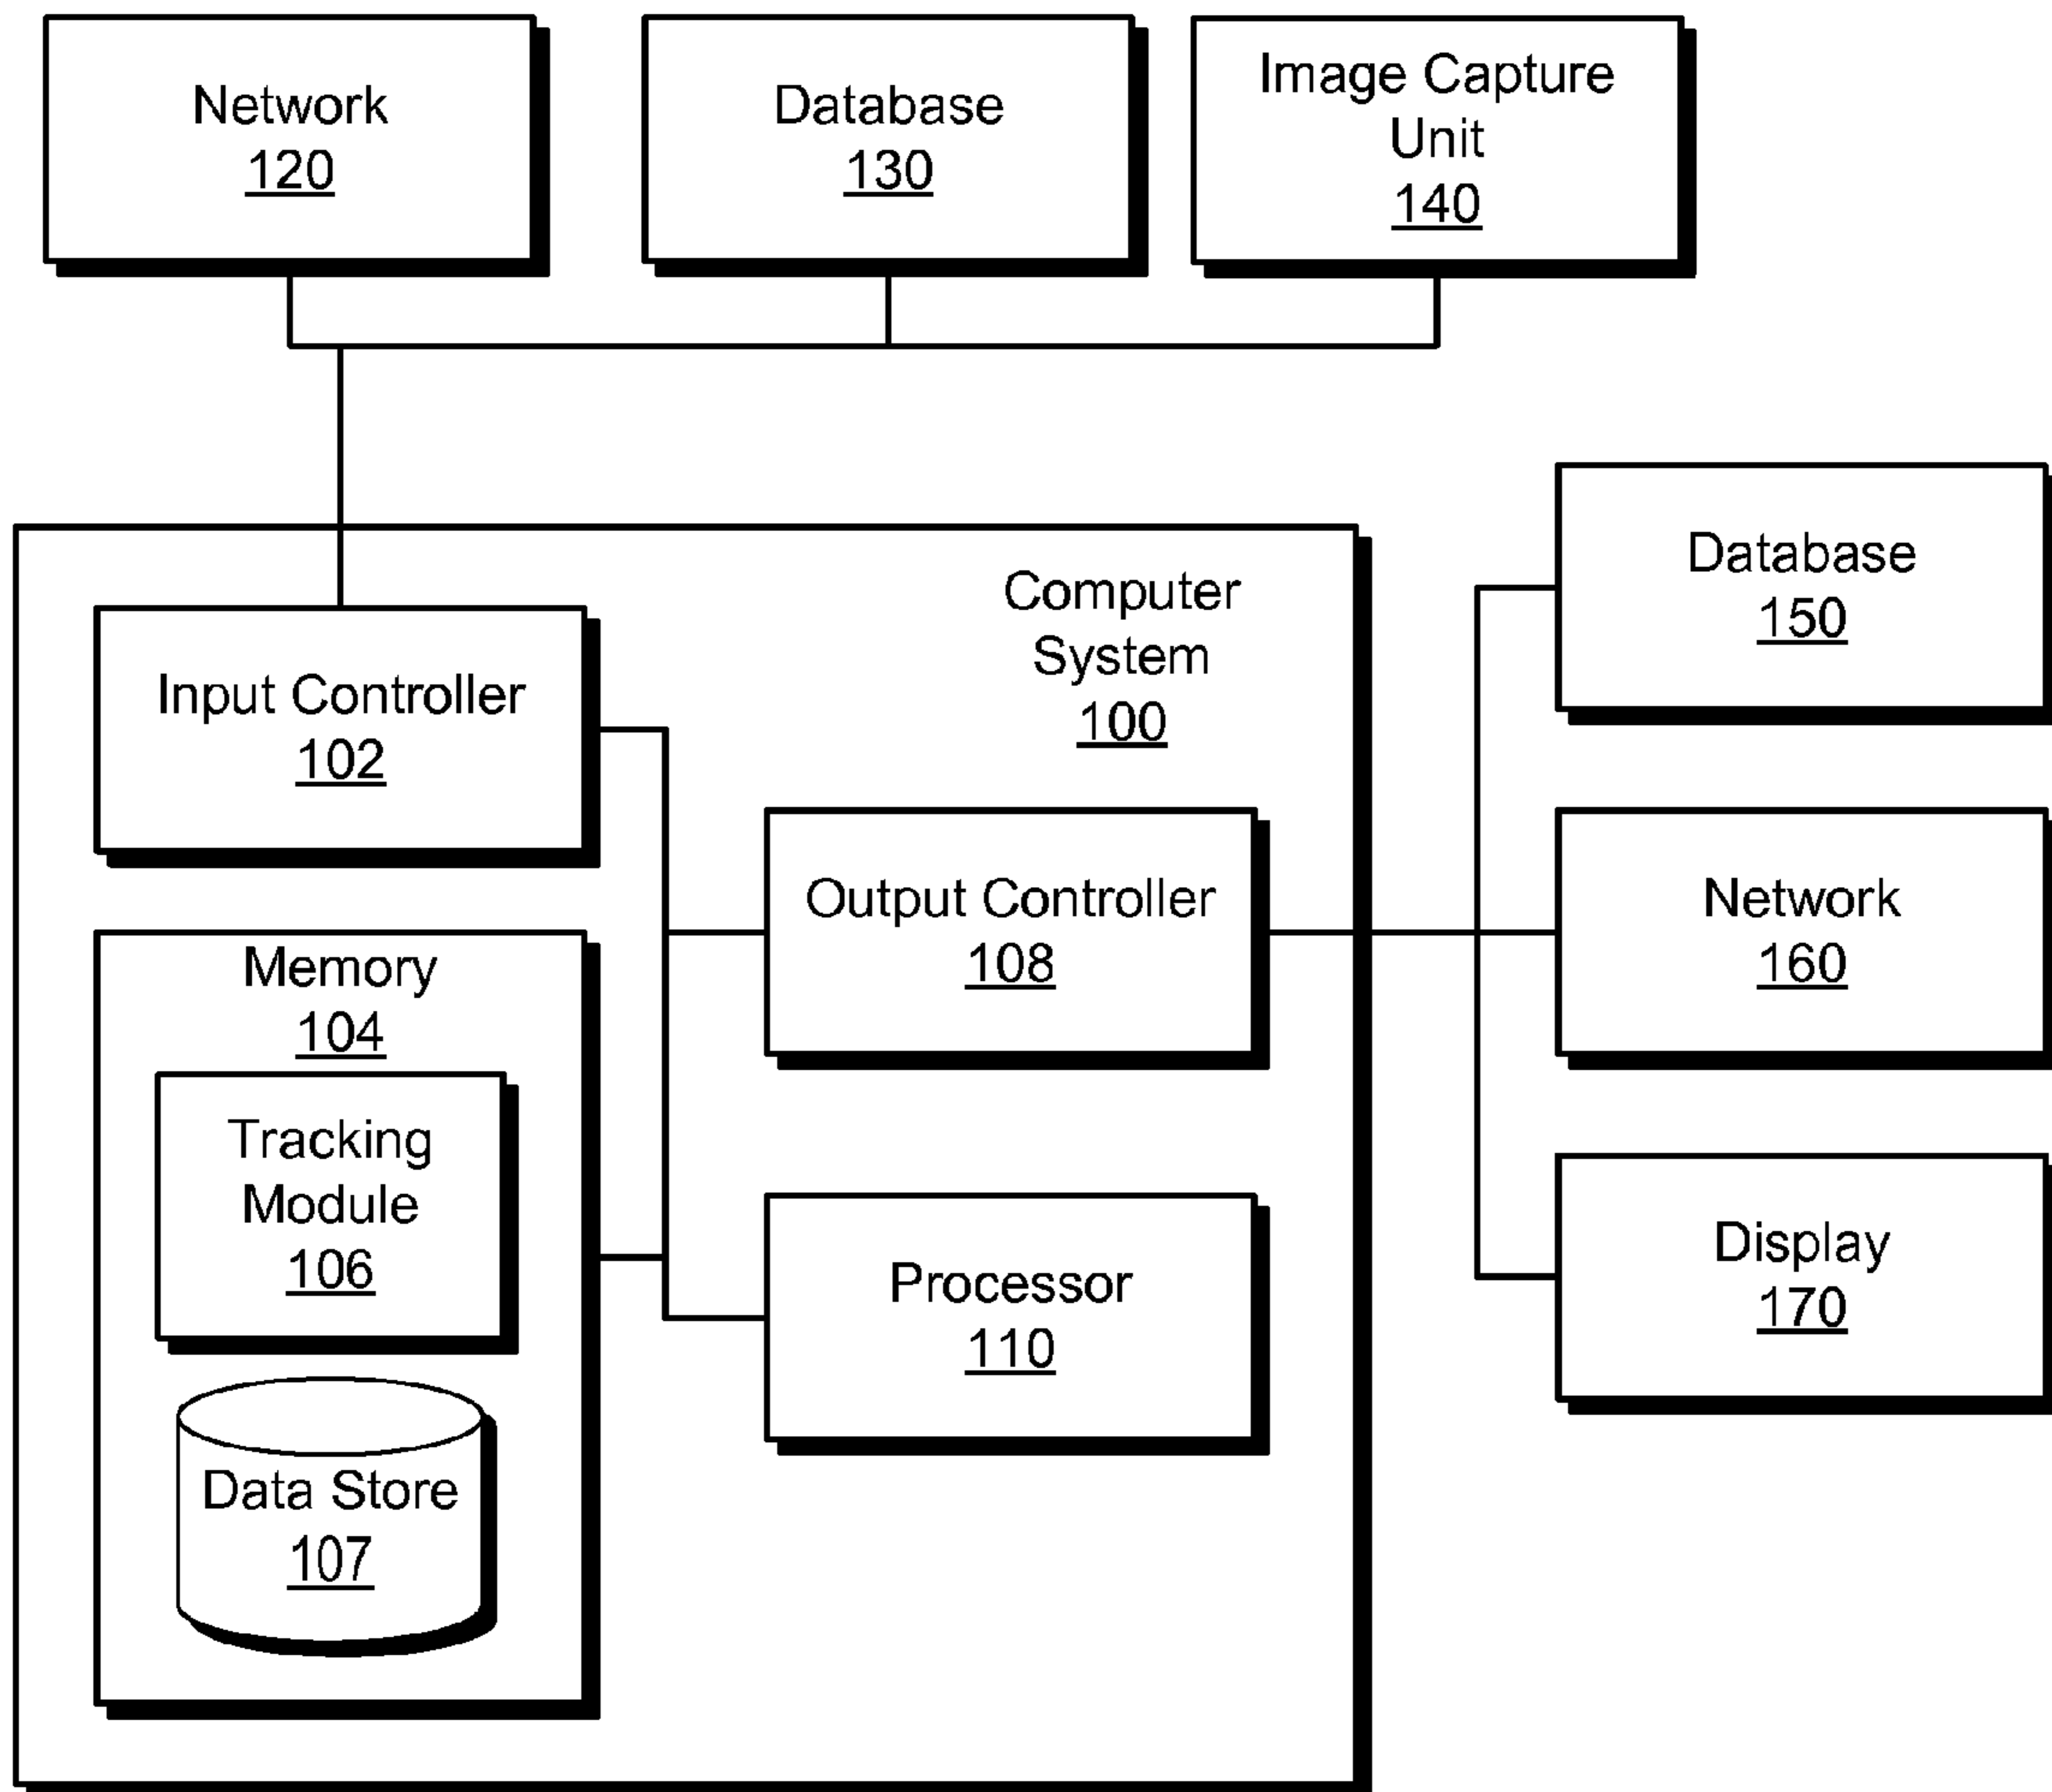 Network
120
Database
130
Image Capture
Unit
140
Computer
System
100
Input Controller
102
Memory
104
Tracking
Module
106
Data Store
107
Output Controller
108
Processor
110
Database
150
Network
160
Display
170